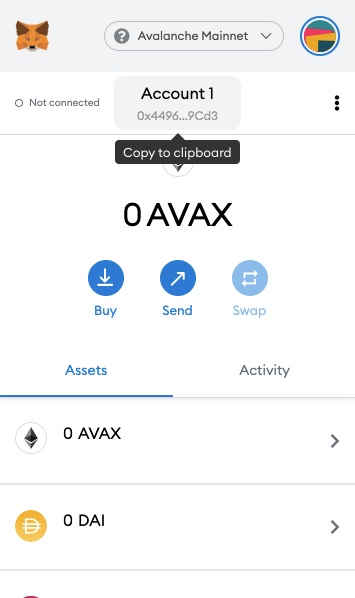 Avalanche Mainnet
Not connected
Account 1
0x4496...9Cd3
Copy to clipboard
0 AVAX
Buy
Send
Swap
Assets
Activity
0 AVAX
0 DAI